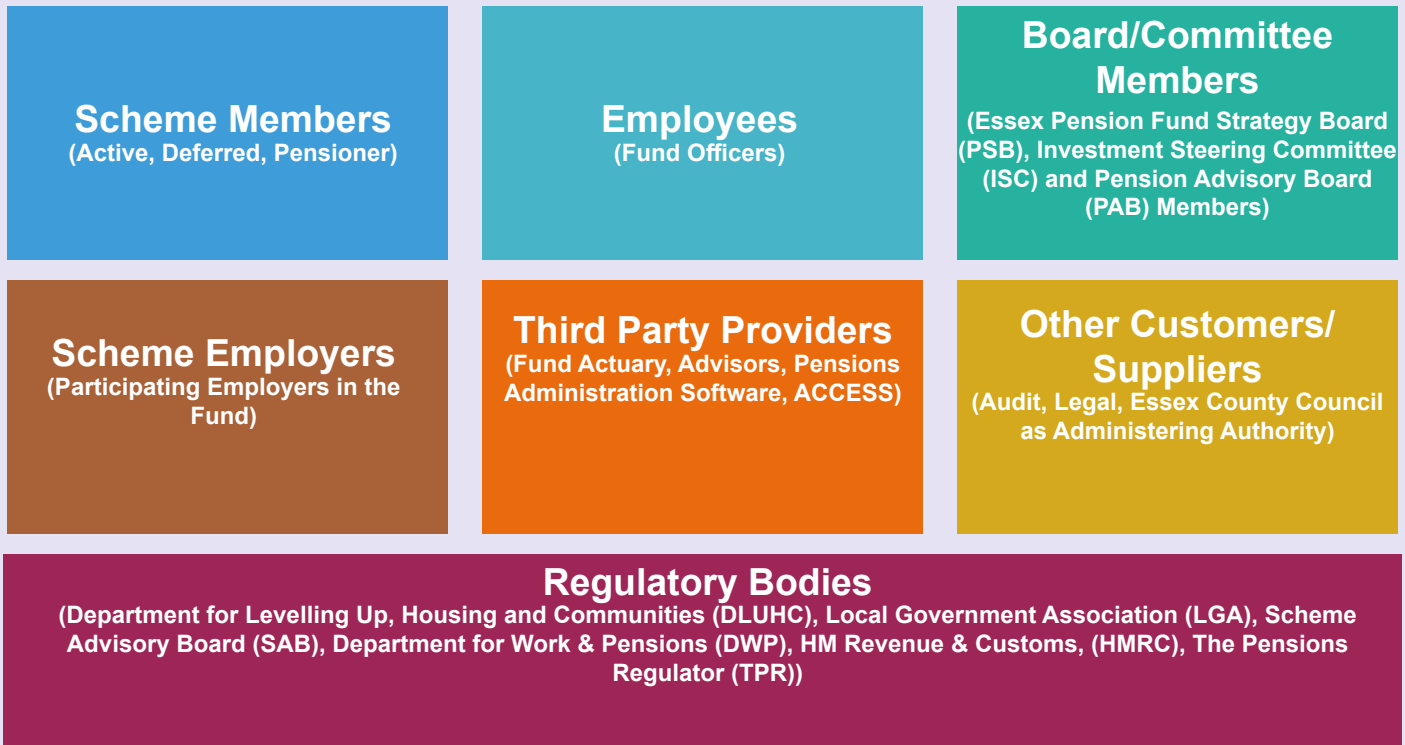 Scheme Members
(Active, Deferred, Pensioner)
Employees
(Fund Officers)
Board/Committee
Members
(Essex Pension Fund Strategy Board
(PSB), Investment Steering Committee
(ISC) and Pension Advisory Board
(PAB) Members)
Scheme Employers
(Participating Employers in the
Fund)
Third Party Providers
(Fund Actuary, Advisors, Pensions
Administration Software, ACCESS)
Other Customers/
Suppliers
(Audit, Legal, Essex County Council
as Administering Authority)
Regulatory Bodies
(Department for Levelling Up, Housing and Communities (DLUHC), Local Government Association (LGA), Scheme
Advisory Board (SAB), Department for Work & Pensions (DWP), HM Revenue & Customs, (HMRC), The Pensions
Regulator (TPR))